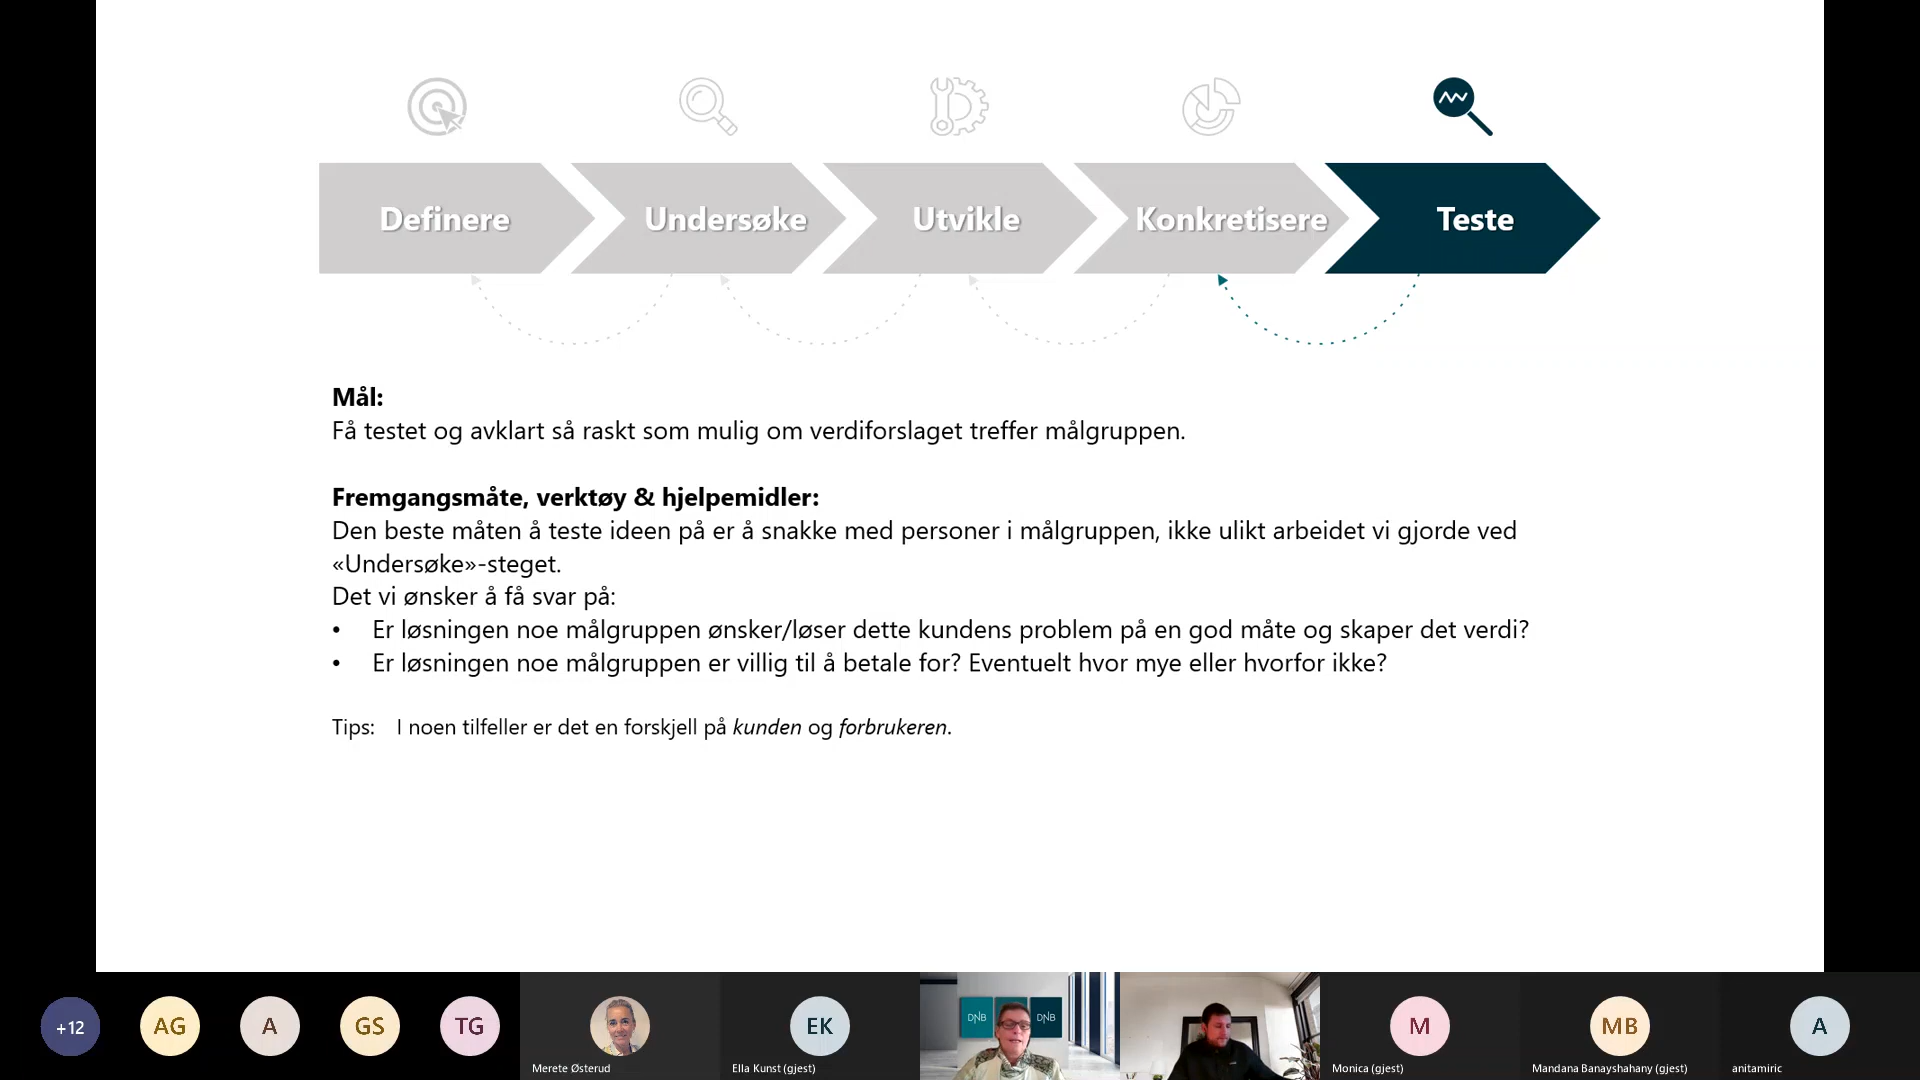 Definere
Undersøke
Utvikle
Konkretisere
Teste
Mål:
Få testet og avklart så raskt som mulig om verdiforslaget treffer målgruppen.
Fremgangsmåte, verktøy & hjelpemidler:
Den beste måten å teste ideen på er å snakke med personer i målgruppen, ikke ulikt arbeidet vi gjorde ved
«Undersøke»-steget.
Det vi ønsker å få svar på:
• Er løsningen noe målgruppen ønsker/løser dette kundens problem på en god måte og skaper det verdi?
• Er løsningen noe målgruppen er villig til å betale for? Eventuelt hvor mye eller hvorfor ikke?
Tips: I noen tilfeller er det en forskjell på kunden og forbrukeren.
+12
AG
A
GS
TG
Merete Østerud
EK
Ella Kunst (gjest)
DNB
DNB
M
Monica (gjest)
MB
Mandana Banayshahany (gjest)
A
anitamiric